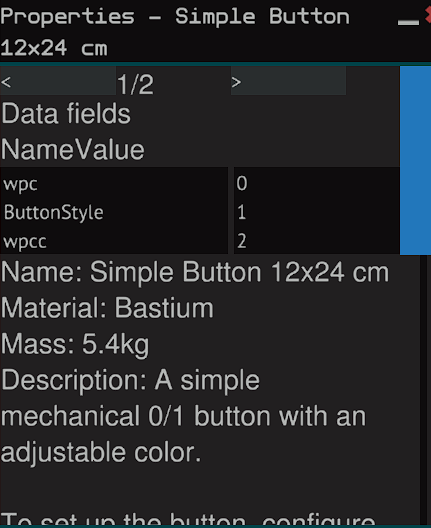 Properties - Simple Button
12x24 cm
< 1/2 >
Data fields
NameValue
wpc 0
ButtonStyle 1
wpcc 2
Name: Simple Button 12x24 cm
Material: Bastium
Mass: 5.4kg
Description: A simple
mechanical 0/1 button with an
adjustable color.
To set up the button, configure